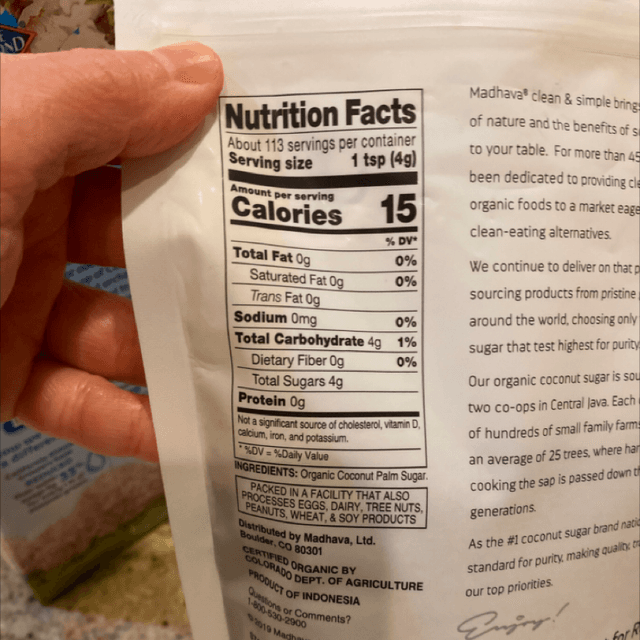 Nutrition Facts
About 113 servings per container
Serving size 1 tsp (4g)
Amount per serving
Calories 15
% DV*
Total Fat 0g 0%
Saturated Fat 0g 0%
Trans Fat 0g
Sodium 0mg 0%
Total Carbohydrate 4g 1%
Dietary Fiber 0g 0%
Total Sugars 4g
Protein 0g
Not a significant source of cholesterol, vitamin D,
calcium, iron, and potassium.
*%DV = %Daily Value
INGREDIENTS: Organic Coconut Palm Sugar.
PACKED IN A FACILITY THAT ALSO
PROCESSES EGGS, DAIRY, TREE NUTS,
PEANUTS, WHEAT, & SOY PRODUCTS
Distributed by Madhava, Ltd.
Boulder, CO 80301
CERTIFIED ORGANIC BY
COLORADO DEPT. OF AGRICULTURE
PRODUCT OF INDONESIA
Questions or Comments?
1-800-530-2900
©2019
Madhava® clean & simple
of nature and the benefits of
to your table. For more than 45
been dedicated to providing
organic foods to a market
clean-eating alternatives.
We continue to deliver on that
sourcing products from pristine
around the world, choosing only
sugar that test highest for purity
Our organic coconut sugar is
two co-ops in Central Java. Each
of hundreds of small family farms
an average of 25 trees, where
cooking the sap is passed down
generations.
As the #1 coconut sugar brand
standard for purity, making quality,
our top priorities.
Enjoy!
for